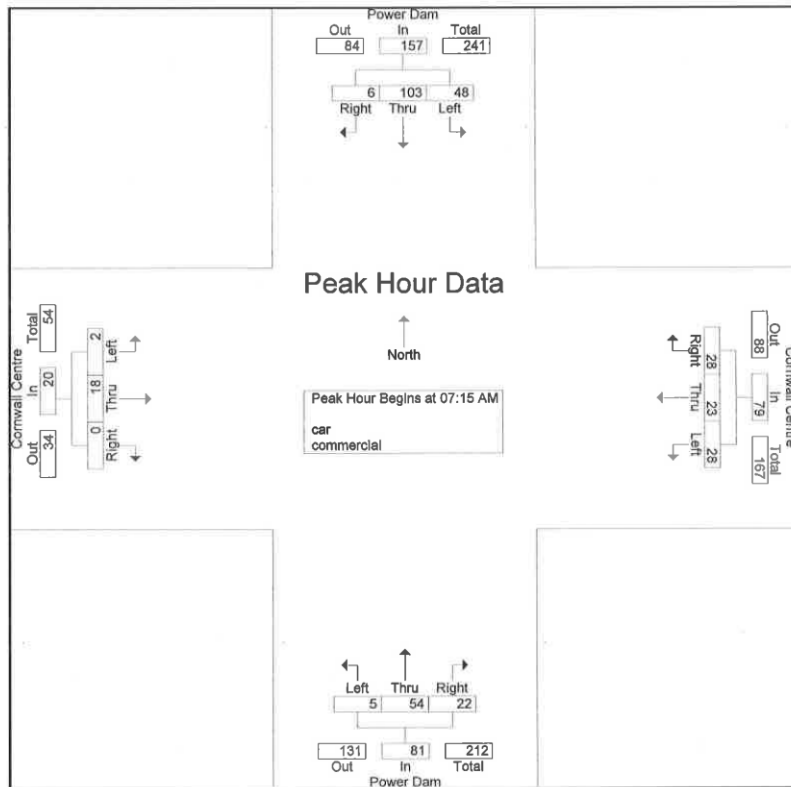 Power Dam
Out In Total
84 157 241
6 103 48
Right Thru Left
Peak Hour Data
North
Peak Hour Begins at 07:15 AM
car
commercial
Cornwall Centre
Out In Total
34 20 54
0 18 2
Right Thru Left
Cornwall Centre
Out In Total
88 79 167
28 23 28
Right Thru Left
Left Thru Right
5 54 22
131 81 212
Out In Total
Power Dam